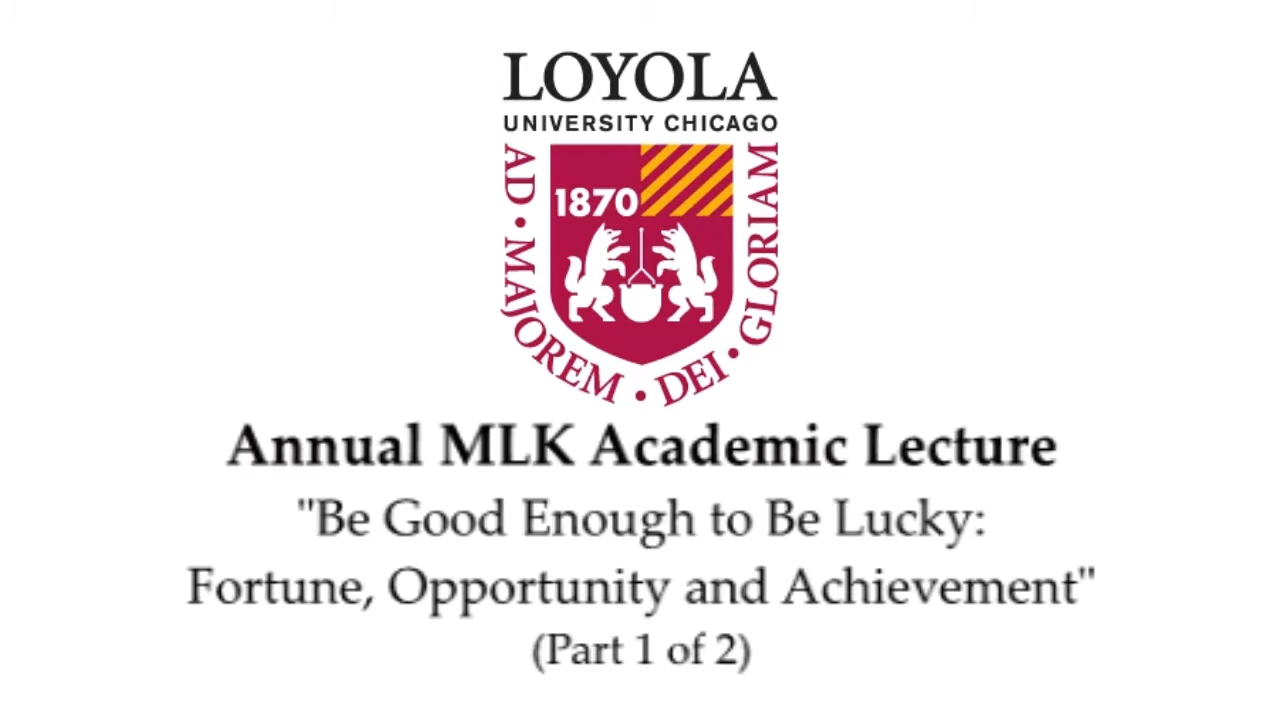 LOYOLA
UNIVERSITY CHICAGO
AD • MAJOREM • DEI • GLORIAM
1870
Annual MLK Academic Lecture
"Be Good Enough to Be Lucky:
Fortune, Opportunity and Achievement"
(Part 1 of 2)